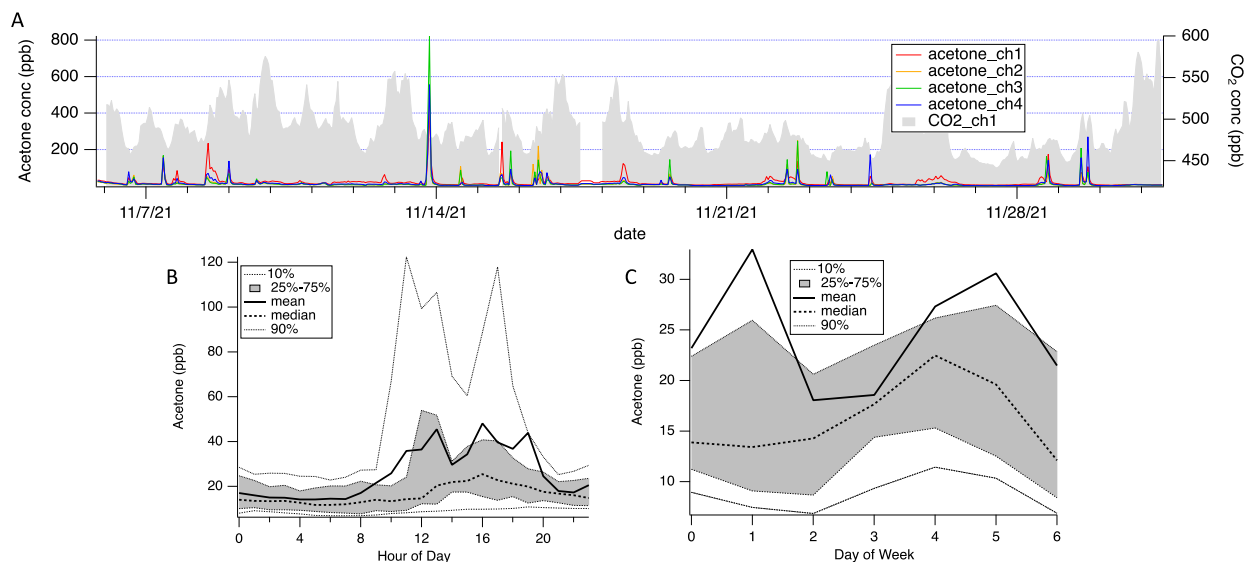 A
Acetone conc (ppb)
800
600
400
200
600
550
500
450
CO₂ conc (ppb)
acetone_ch1
acetone_ch2
acetone_ch3
acetone_ch4
CO2_ch1
11/7/21
11/14/21
11/21/21
11/28/21
date
B
Acetone (ppb)
120
100
80
60
40
20
10%
25%-75%
mean
median
90%
0
4
8
12
16
20
Hour of Day
C
Acetone (ppb)
30
25
20
15
10
10%
25%-75%
mean
median
90%
0
1
2
3
4
5
6
Day of Week